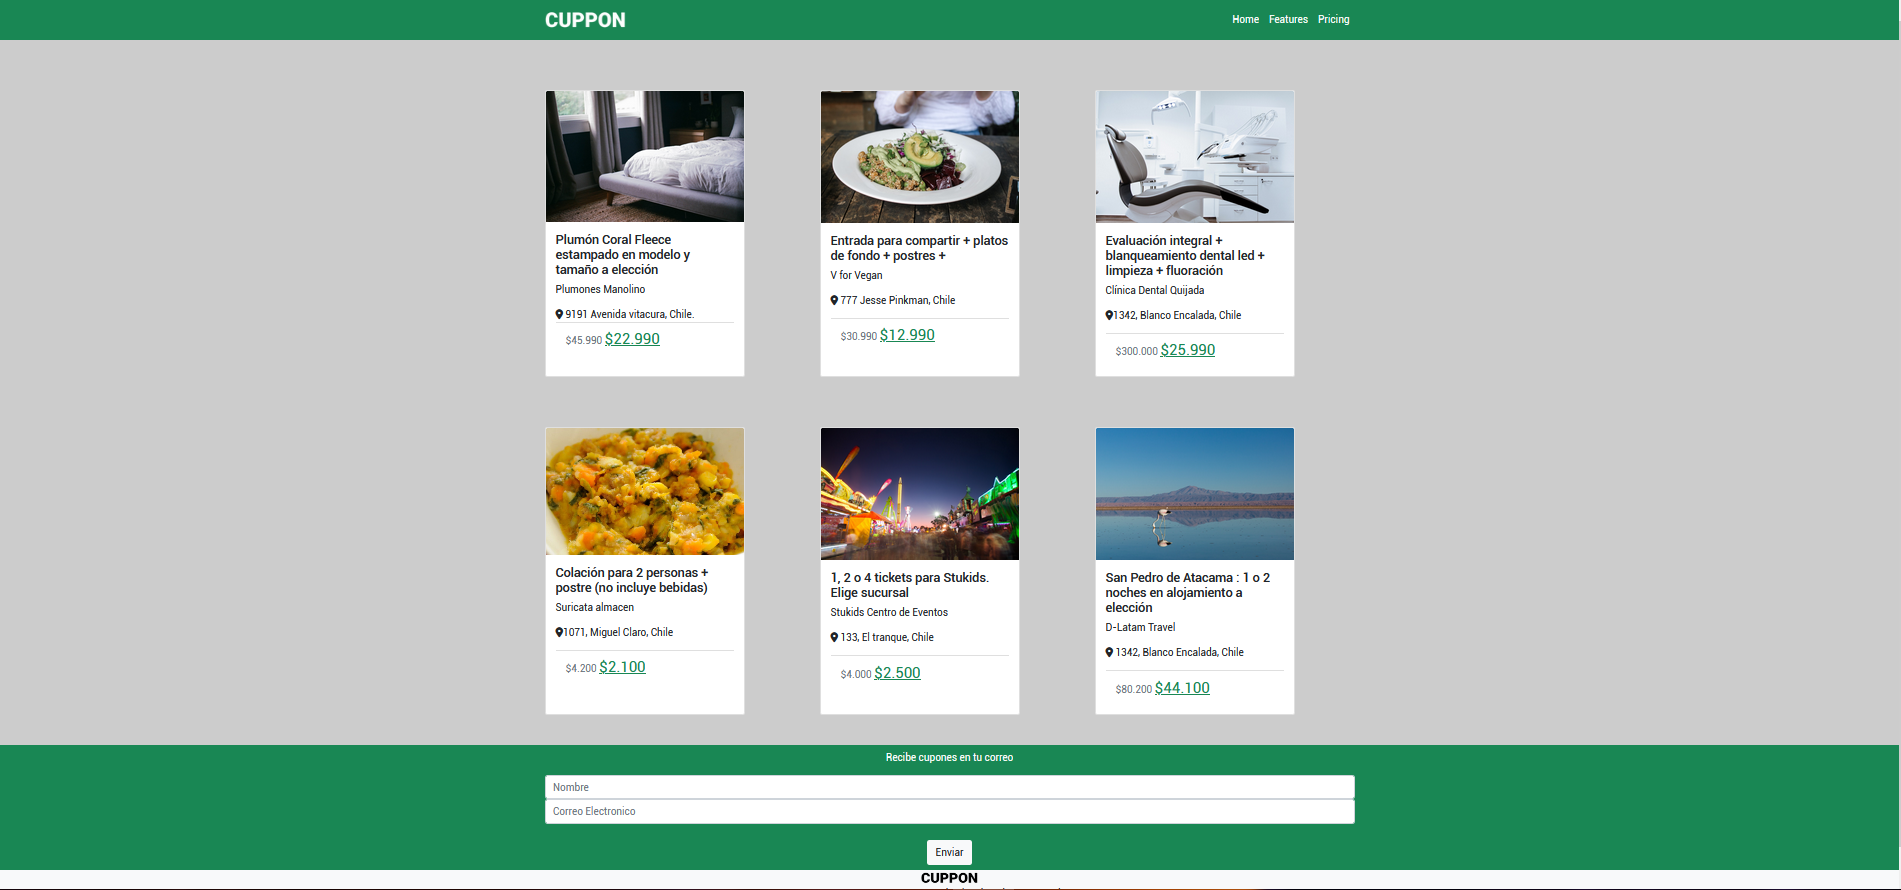 CUPPON
Home Features Pricing
Plumón Coral Fleece
estampado en modelo y
tamaño a elección
Plumones Manolino
9191 Avenida vitacura, Chile.
$45.990 $22.990
Entrada para compartir + platos
de fondo + postres +
V for Vegan
777 Jesse Pinkman, Chile
$30.990 $12.990
Evaluación integral +
blanqueamiento dental led +
limpieza + fluoración
Clínica Dental Quijada
1342, Blanco Encalada, Chile
$300.000 $25.990
Colación para 2 personas +
postre (no incluye bebidas)
Suricata almacen
1071, Miguel Claro, Chile
$4.200 $2.100
1, 2 o 4 tickets para Stukids.
Elige sucursal
Stukids Centro de Eventos
133, El tranque, Chile
$4.000 $2.500
San Pedro de Atacama : 1 o 2
noches en alojamiento a
elección
D-Latam Travel
1342, Blanco Encalada, Chile
$80.200 $44.100
Recibe cupones en tu correo
Nombre
Correo Electronico
Enviar
CUPPON